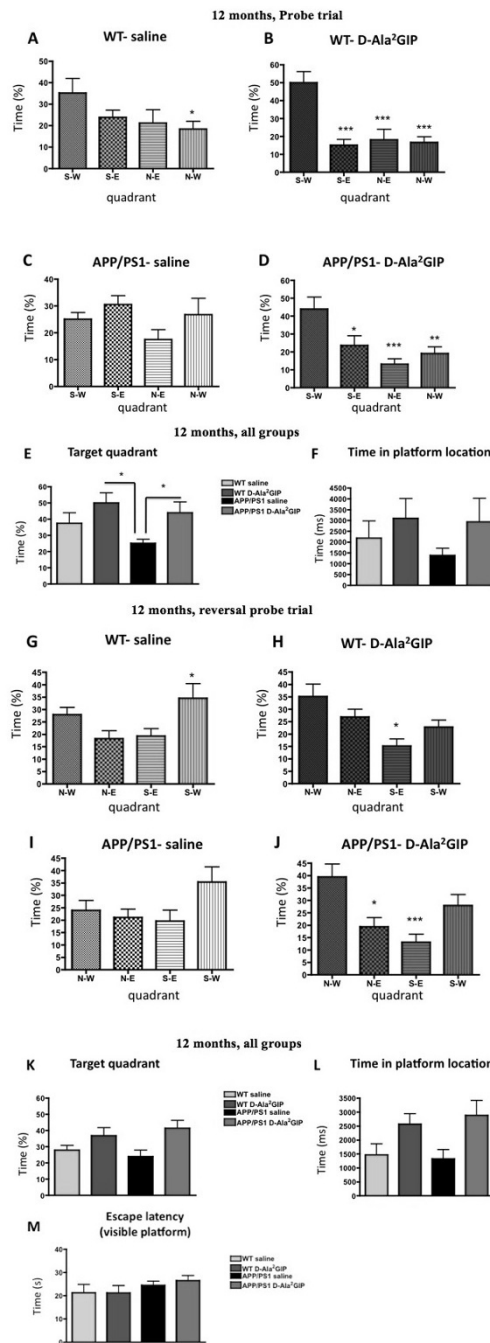 12 months, Probe trial
A WT- saline
B WT- D-Ala²GIP
Time (%)
50
40
30
20
10
0
*
S-W S-E N-E N-W
quadrant
Time (%)
60
50
40
30
20
10
0
*** *** ***
S-W S-E N-E N-W
quadrant
C APP/PS1- saline
D APP/PS1- D-Ala²GIP
Time (%)
40
30
20
10
0
S-W S-E N-E N-W
quadrant
Time (%)
60
50
40
30
20
10
0
* *** **
S-W S-E N-E N-W
quadrant
12 months, all groups
E Target quadrant
F Time in platform location
Time (%)
60
50
40
30
20
10
0
* *
WT saline
WT D-Ala²GIP
APP/PS1 saline
APP/PS1 D-Ala²GIP
Time (ms)
4500
4000
3500
3000
2500
2000
1500
1000
500
0
12 months, reversal probe trial
G WT- saline
H WT- D-Ala²GIP
Time (%)
45
40
35
30
25
20
15
10
5
0
*
N-W N-E S-E S-W
quadrant
Time (%)
45
40
35
30
25
20
15
10
5
0
*
N-W N-E S-E S-W
quadrant
I APP/PS1- saline
J APP/PS1- D-Ala²GIP
Time (%)
45
40
35
30
25
20
15
10
5
0
N-W N-E S-E S-W
quadrant
Time (%)
45
40
35
30
25
20
15
10
5
0
* ***
N-W N-E S-E S-W
quadrant
12 months, all groups
K Target quadrant
L Time in platform location
Time (%)
60
50
40
30
20
10
0
WT saline
WT D-Ala²GIP
APP/PS1 saline
APP/PS1 D-Ala²GIP
Time (ms)
3500
3000
2500
2000
1500
1000
500
0
M Escape latency
(visible platform)
Time (s)
40
30
20
10
0
WT saline
WT D-Ala²GIP
APP/PS1 saline
APP/PS1 D-Ala²GIP